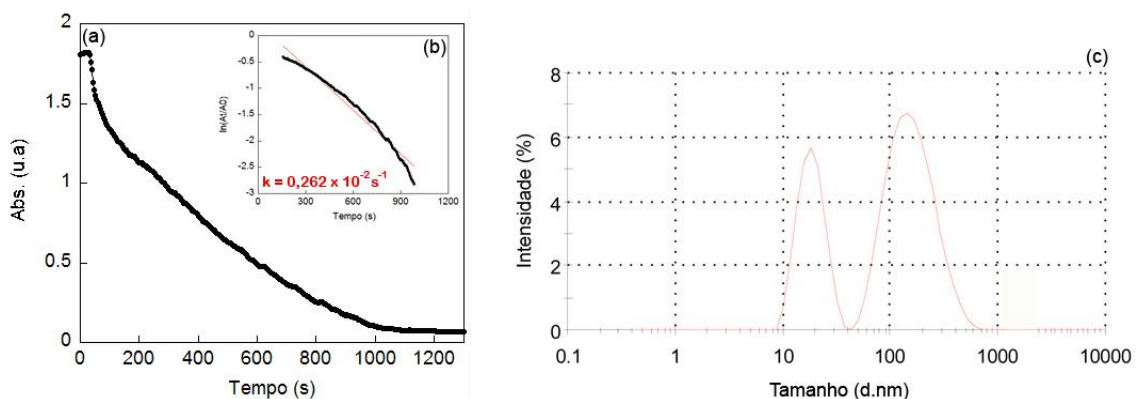 (a)
Abs. (u.a)
2
1.5
1
0.5
0
0 200 400 600 800 1000 1200
Tempo (s)
(b)
ln(At/A0)
0
-0.5
-1
-1.5
-2
-2.5
-3
k = 0,262 x 10⁻² s⁻¹
0 300 600 900 1200
Tempo (s)
(c)
Intensidade (%)
8
6
4
2
0
0.1 1 10 100 1000 10000
Tamanho (d.nm)